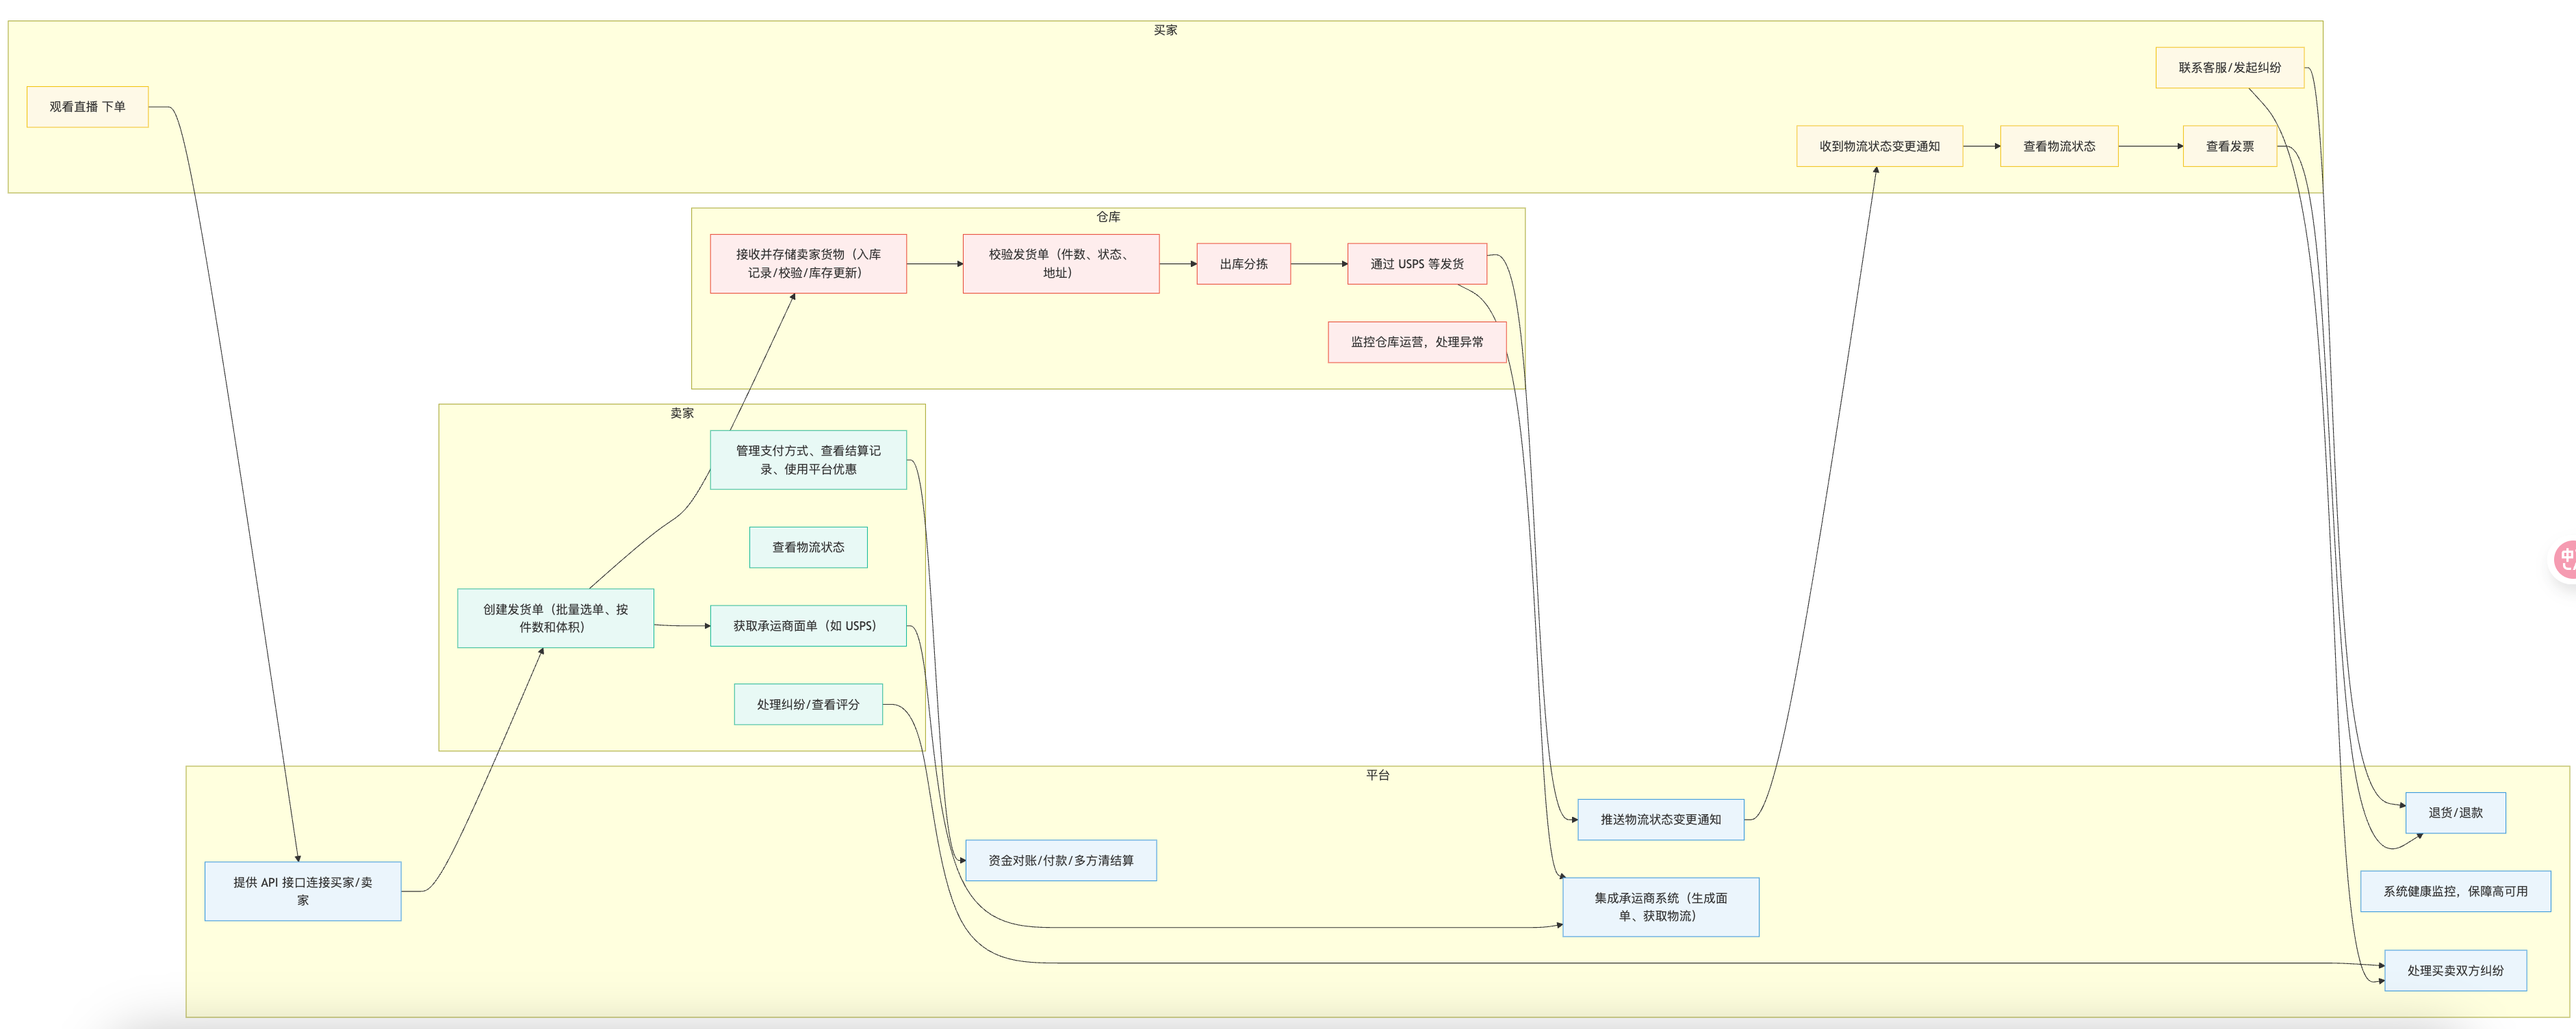 买家
联系客服/发起纠纷
观看直播 下单
收到物流状态变更通知
查看物流状态
查看发票
仓库
接收并存储卖家货物（入库
记录/校验/库存更新）
校验发货单（件数、状态、
地址）
出库分拣
通过 USPS 等发货
监控仓库运营，处理异常
卖家
管理支付方式、查看结算记
录、使用平台优惠
查看物流状态
创建发货单（批量选单、按
件数和体积）
获取承运商面单（如 USPS）
处理纠纷/查看评分
平台
推送物流状态变更通知
退货/退款
资金对账/付款/多方清结算
提供 API 接口连接买家/卖
家
集成承运商系统（生成面
单、获取物流）
系统健康监控，保障高可用
处理买卖双方纠纷